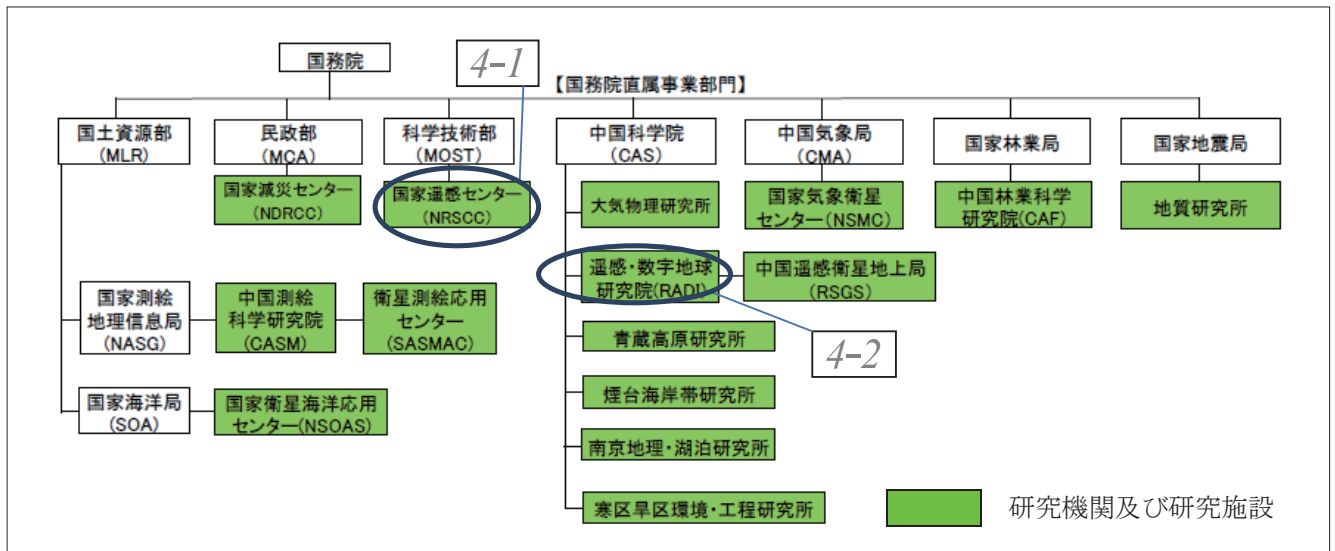 国務院
4-1
【国務院直属事業部門】
国土資源部
(MLR)
民政部
(MCA)
科学技術部
(MOST)
中国科学院
(CAS)
中国気象局
(CMA)
国家林業局
国家地震局
国家減災センター
(NDRCC)
国家遥感センター
(NRSCC)
大気物理研究所
国家気象衛星
センター(NSMC)
中国林業科学
研究院(CAF)
地質研究所
遥感・数字地球
研究院(RADI)
中国遥感衛星地上局
(RSGS)
国家測絵
地理信息局
(NASG)
中国測絵
科学研究院
(CASM)
衛星測絵応用
センター
(SASMAC)
青蔵高原研究所
4-2
煙台海岸帯研究所
国家海洋局
(SOA)
国家衛星海洋応用
センター(NSOAS)
南京地理・湖泊研究所
寒区旱区環境・工程研究所
研究機関及び研究施設